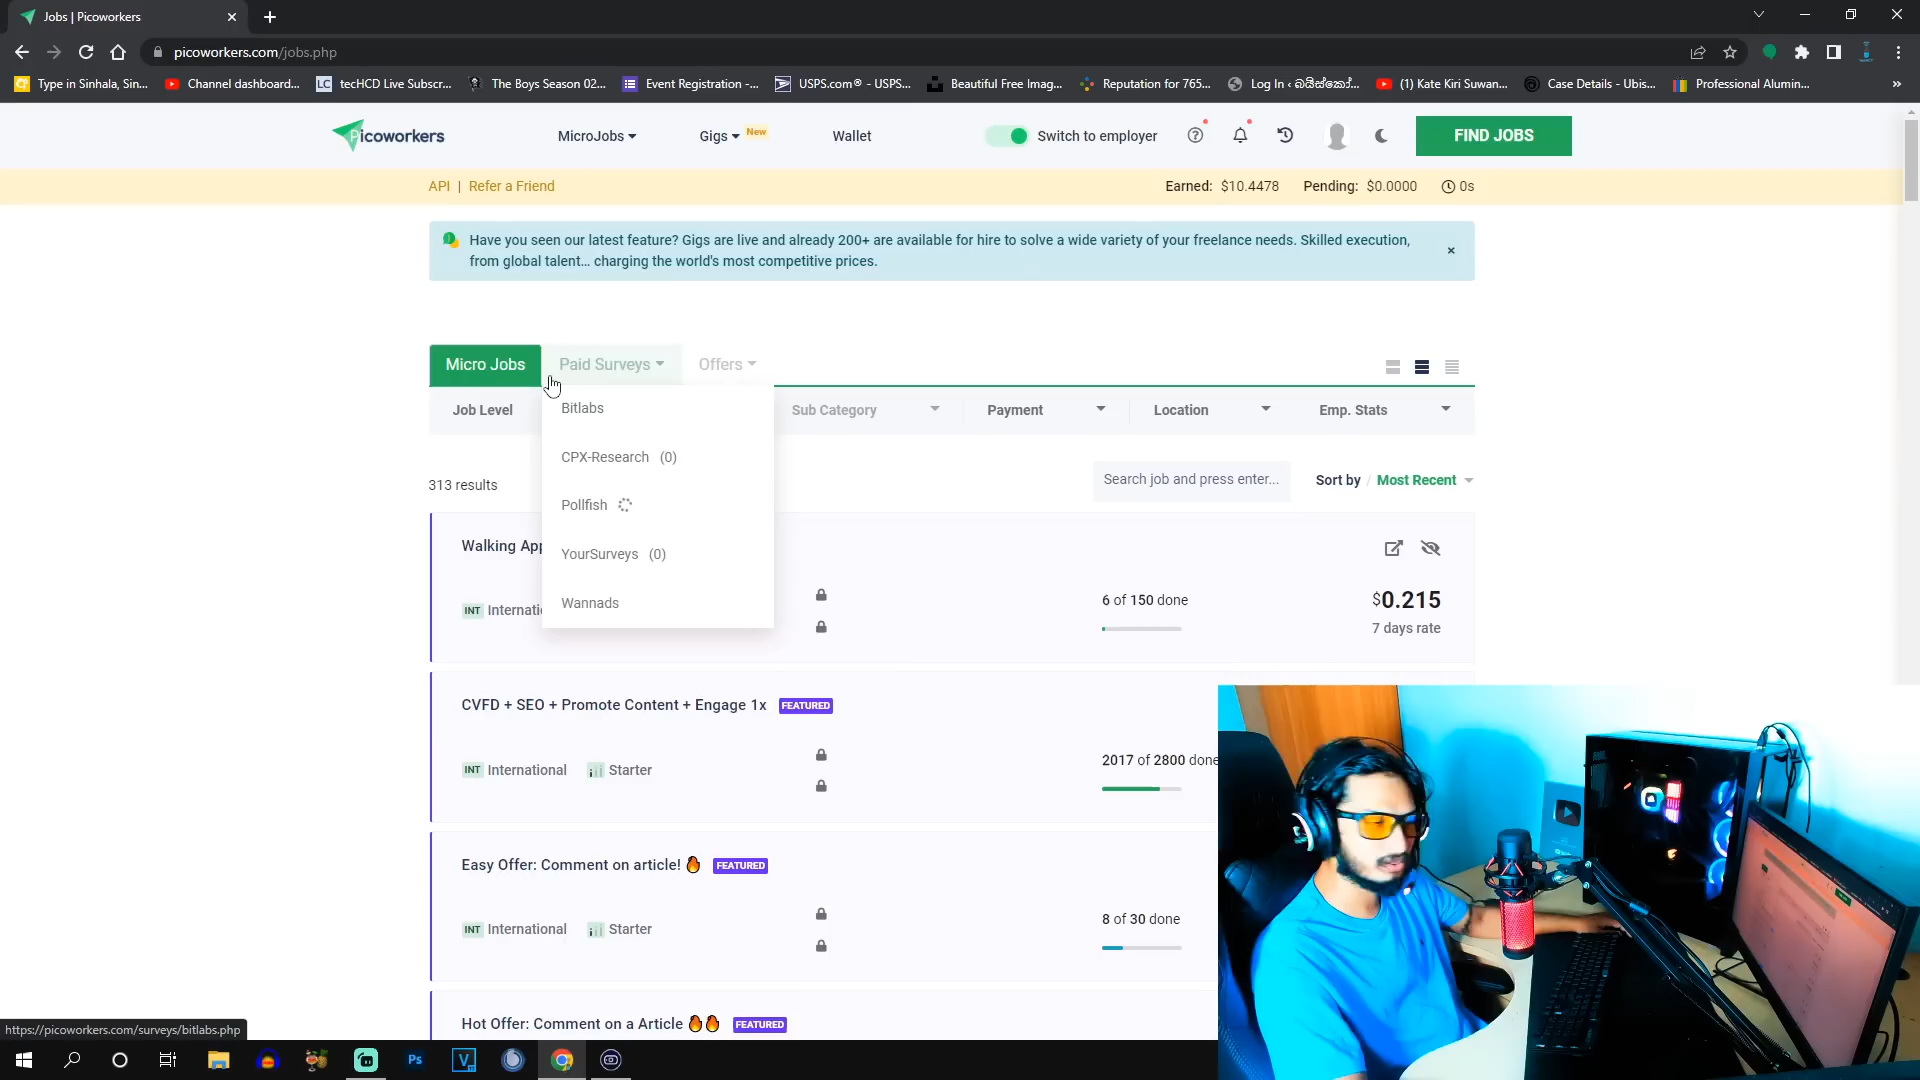 Jobs | Picoworkers
picoworkers.com/jobs.php
Type in Sinhala, Sin...
Channel dashboard...
LC
tecHCD Live Subscr...
The Boys Season 02...
Event Registration -...
USPS.com® - USPS...
Beautiful Free Imag...
Reputation for 765...
Log In ‹ බයිස්කෝ...
(1) Kate Kiri Suwan...
Case Details - Ubis...
Professional Alumin...
»
Picoworkers
MicroJobs
Gigs
New
Wallet
Switch to employer
FIND JOBS
API | Refer a Friend
Earned: $10.4478
Pending: $0.0000
0s
Have you seen our latest feature? Gigs are live and already 200+ are available for hire to solve a wide variety of your freelance needs. Skilled execution,
from global talent... charging the world's most competitive prices.
Micro Jobs
Paid Surveys
Offers
Job Level
Bitlabs
Sub Category
Payment
Location
Emp. Stats
CPX-Research (0)
Pollfish
YourSurveys (0)
Wannads
313 results
Search job and press enter...
Sort by / Most Recent
Walking App
INT
6 of 150 done
$0.215
7 days rate
CVFD + SEO + Promote Content + Engage 1x
FEATURED
INT International
Starter
2017 of 2800 done
Easy Offer: Comment on article! 🔥
FEATURED
INT International
Starter
8 of 30 done
Hot Offer: Comment on a Article 🔥🔥
FEATURED
https://picoworkers.com/surveys/bitlabs.php
Ps
V